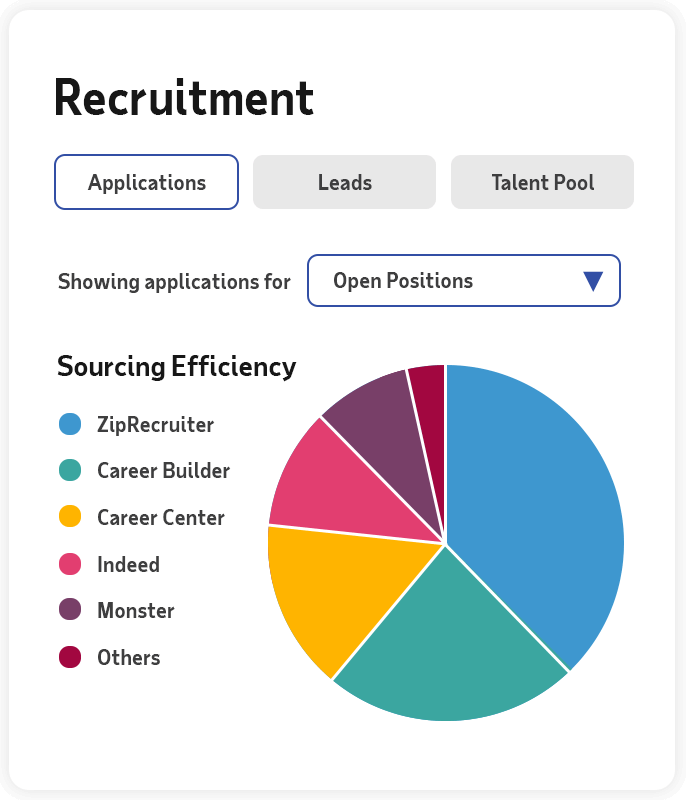 Recruitment
Applications
Leads
Talent Pool
Showing applications for
Open Positions
Sourcing Efficiency
ZipRecruiter
Career Builder
Career Center
Indeed
Monster
Others